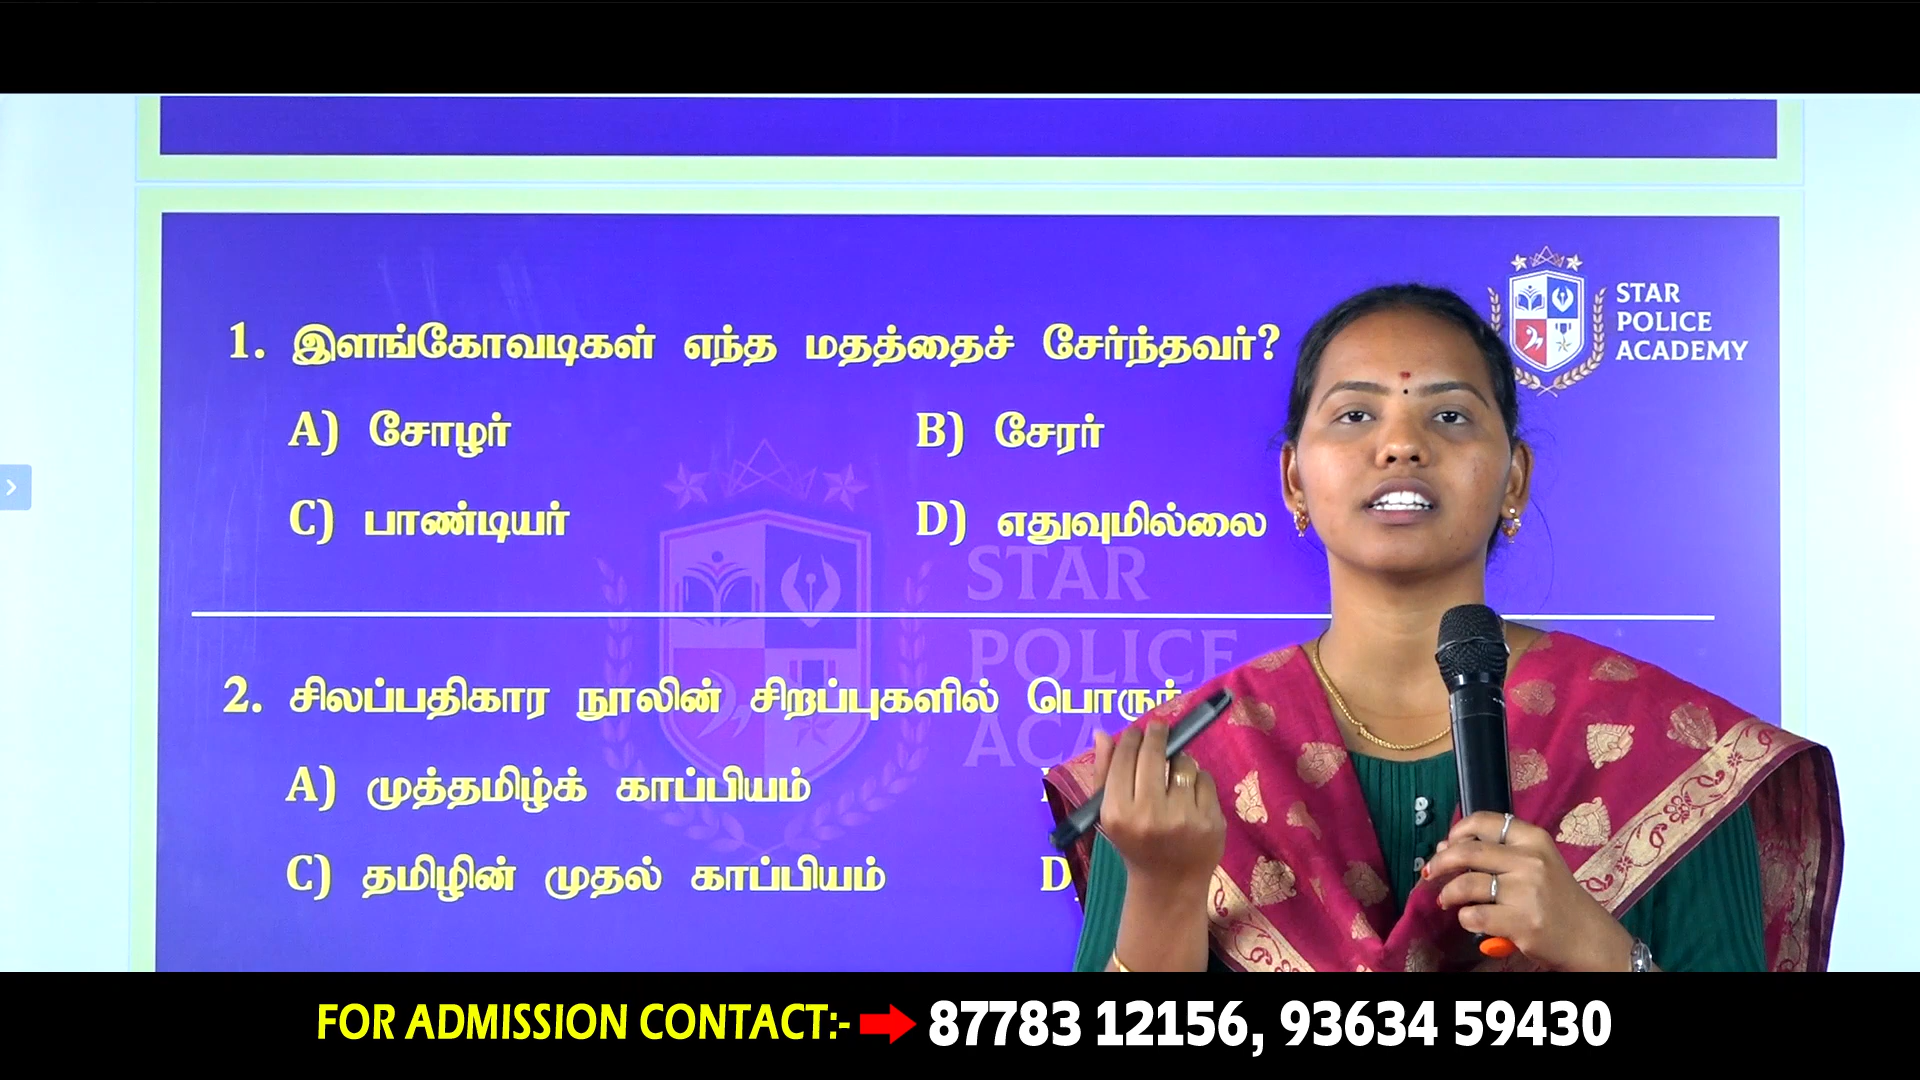 STAR
POLICE
ACADEMY
1. இளங்கோவடிகள் எந்த மதத்தைச் சேர்ந்தவர்?
A) சோழர் B) சேரர்
C) பாண்டியர் D) எதுவுமில்லை
STAR
POLICE
2. சிலப்பதிகார நூலின் சிறப்புகளில்
A) முத்தமிழ்க் காப்பியம்
C) தமிழின் முதல் காப்பியம் D)
FOR ADMISSION CONTACT:- 87783 12156, 93634 59430